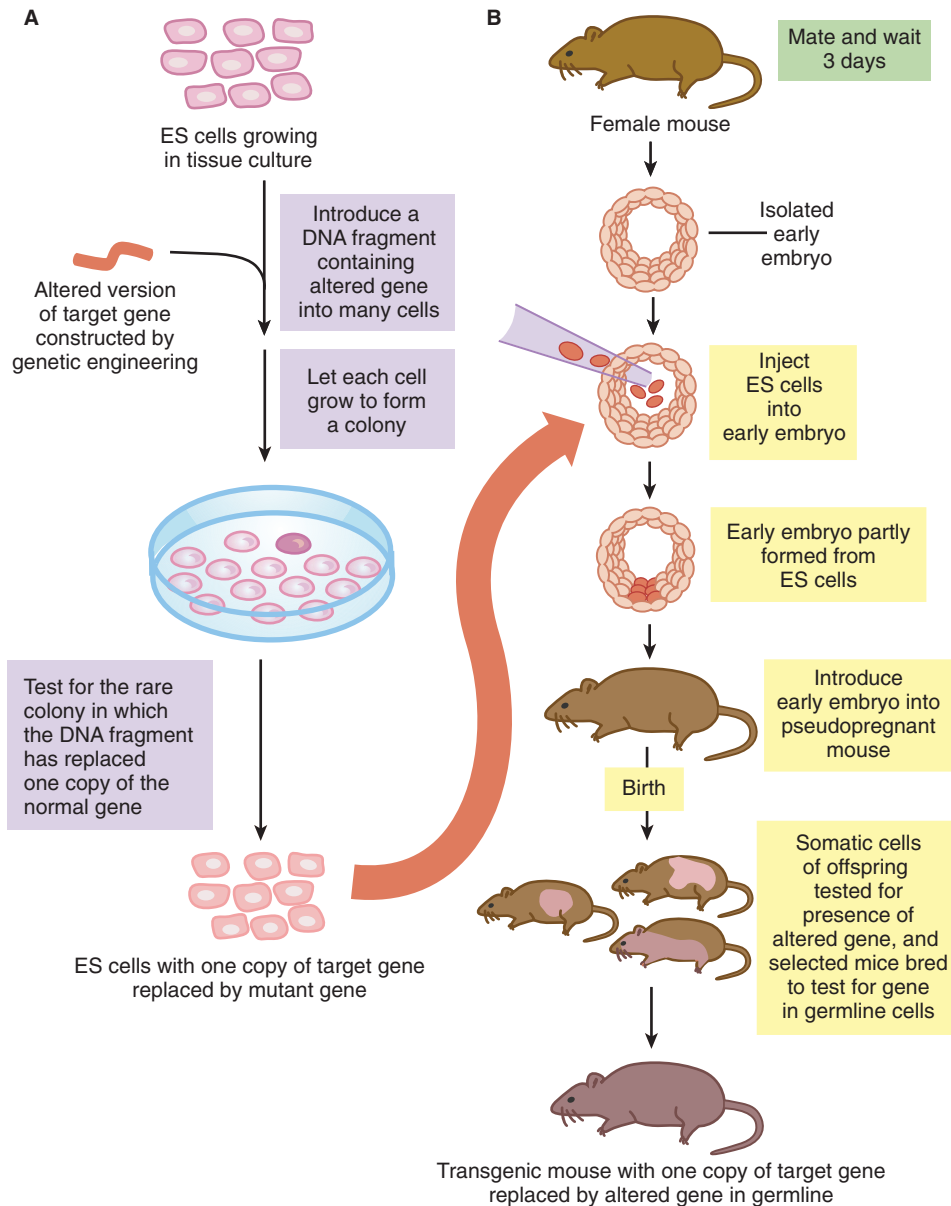 A
ES cells growing
in tissue culture
Introduce a
DNA fragment
containing
altered gene
into many cells
Altered version
of target gene
constructed by
genetic engineering
Let each cell
grow to form
a colony
Test for the rare
colony in which
the DNA fragment
has replaced
one copy of the
normal gene
ES cells with one copy of target gene
replaced by mutant gene
B
Mate and wait
3 days
Female mouse
Isolated
early
embryo
Inject
ES cells
into
early embryo
Early embryo partly
formed from
ES cells
Introduce
early embryo into
pseudopregnant
mouse
Birth
Somatic cells
of offspring
tested for
presence of
altered gene, and
selected mice bred
to test for gene
in germline cells
Transgenic mouse with one copy of target gene
replaced by altered gene in germline